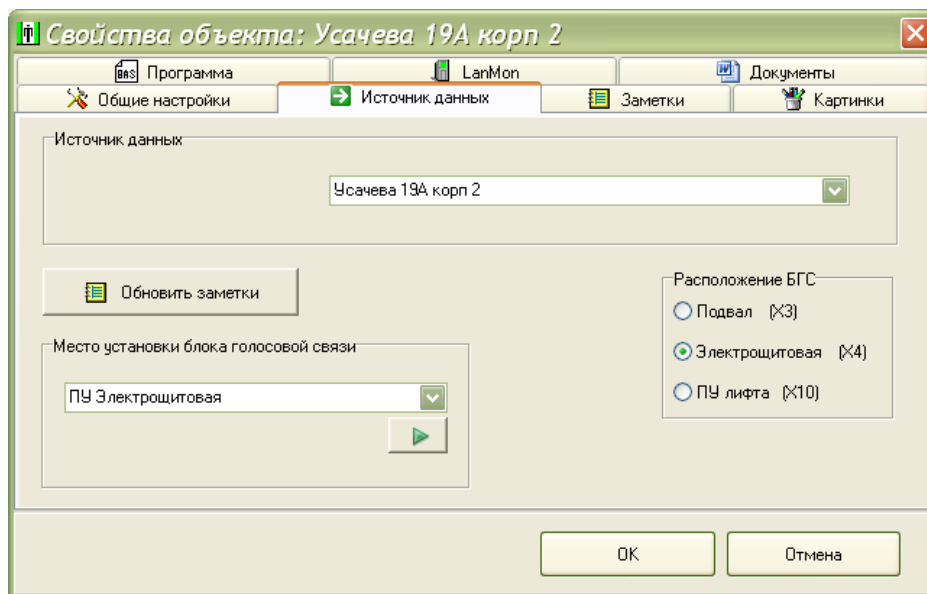 Свойства объекта: Усачева 19А корп 2
BAS Программа
LanMon
Документы
Общие настройки
Источник данных
Заметки
Картинки
Источник данных
Усачева 19А корп 2
Обновить заметки
Расположение БГС
Подвал (X3)
Электрощитовая (X4)
ПУ лифта (X10)
Место установки блока голосовой связи
ПУ Электрощитовая
OK
Отмена